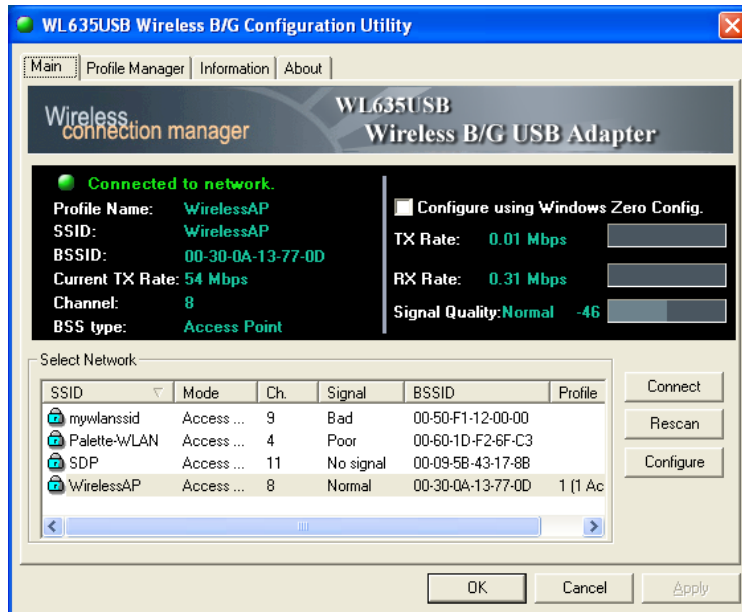 WL635USB Wireless B/G Configuration Utility
Main Profile Manager Information About
Wireless connection manager
WL635USB
Wireless B/G USB Adapter
Connected to network.
Profile Name: WirelessAP
SSID: WirelessAP
BSSID: 00-30-0A-13-77-0D
Current TX Rate: 54 Mbps
Channel: 8
BSS type: Access Point
Configure using Windows Zero Config.
TX Rate: 0.01 Mbps
RX Rate: 0.31 Mbps
Signal Quality: Normal -46
Select Network
SSID Mode Ch. Signal BSSID Profile
mywlanssid Access ... 9 Bad 00-50-F1-12-00-00
Palette-WLAN Access ... 4 Poor 00-60-1D-F2-6F-C3
SDP Access ... 11 No signal 00-09-5B-43-17-8B
WirelessAP Access ... 8 Normal 00-30-0A-13-77-0D 1 (1 Ac
Connect
Rescan
Configure
OK Cancel Apply